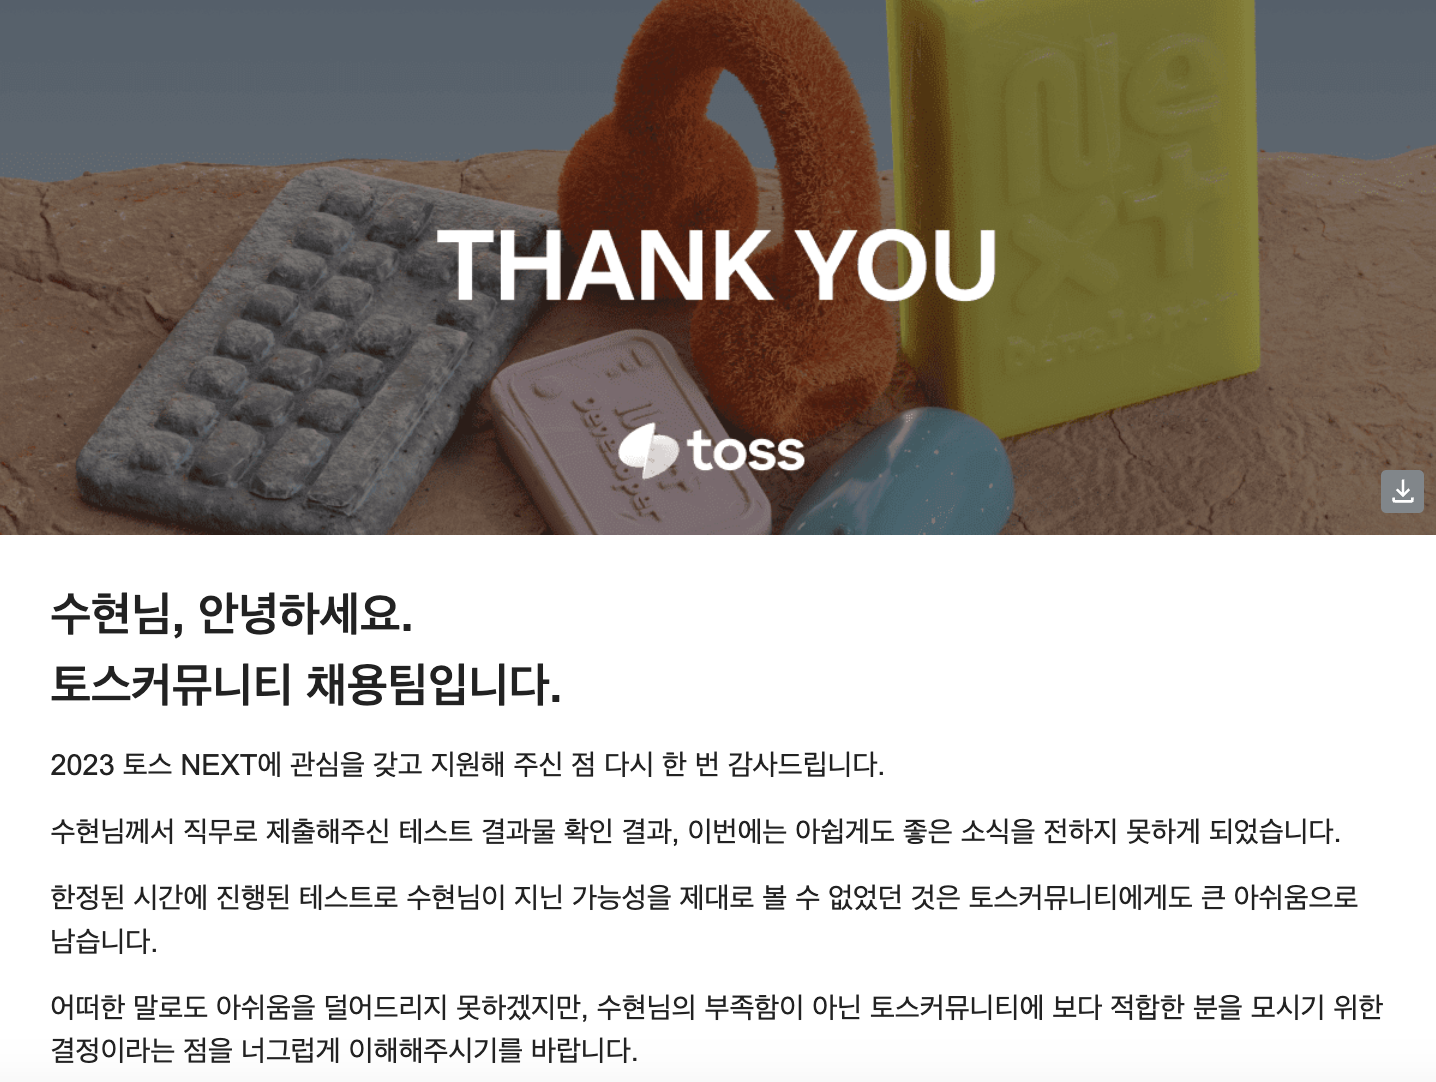 Next
Developer
THANK YOU
Developer
toss
수현님, 안녕하세요.
토스커뮤니티 채용팀입니다.
2023 토스 NEXT에 관심을 갖고 지원해 주신 점 다시 한 번 감사드립니다.
수현님께서 직무로 제출해주신 테스트 결과물 확인 결과, 이번에는 아쉽게도 좋은 소식을 전하지 못하게 되었습니다.
한정된 시간에 진행된 테스트로 수현님이 지닌 가능성을 제대로 볼 수 없었던 것은 토스커뮤니티에게도 큰 아쉬움으로
남습니다.
어떠한 말로도 아쉬움을 덜어드리지 못하겠지만, 수현님의 부족함이 아닌 토스커뮤니티에 보다 적합한 분을 모시기 위한
결정이라는 점을 너그럽게 이해해주시기를 바랍니다.